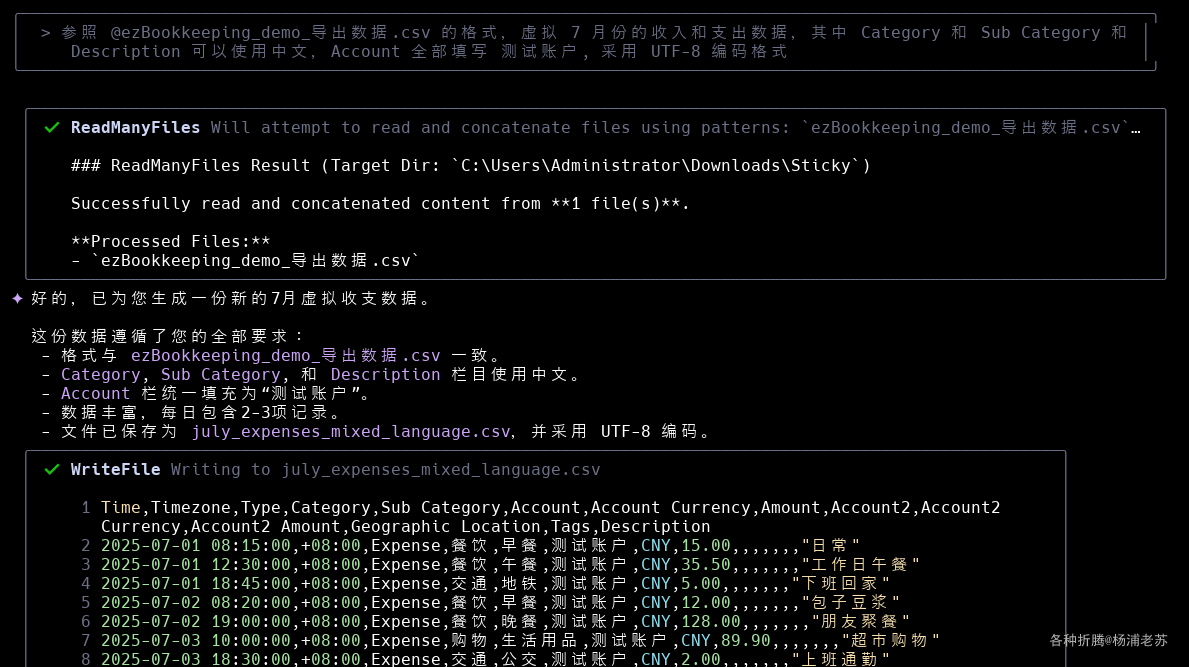 > 参照 @ezBookkeeping_demo_导出数据.csv 的格式, 虚拟 7 月份的收入和支出数据, 其中 Category 和 Sub Category 和
Description 可以使用中文, Account 全部填写 测试账户, 采用 UTF-8 编码格式
✓ ReadManyFiles Will attempt to read and concatenate files using patterns: `ezBookkeeping_demo_导出数据.csv`…
### ReadManyFiles Result (Target Dir: `C:\Users\Administrator\Downloads\Sticky`)
Successfully read and concatenated content from **1 file(s)**.
**Processed Files:**
- `ezBookkeeping_demo_导出数据.csv`
✦ 好的, 已为您生成一份新的7月虚拟收支数据。
这份数据遵循了您的全部要求:
- 格式与 ezBookkeeping_demo_导出数据.csv 一致。
- Category, Sub Category, 和 Description 栏目使用中文。
- Account 栏统一填充为“测试账户”。
- 数据丰富, 每日包含2-3项记录。
- 文件已保存为 july_expenses_mixed_language.csv, 并采用 UTF-8 编码。
✓ WriteFile Writing to july_expenses_mixed_language.csv
1 Time,Timezone,Type,Category,Sub Category,Account,Account Currency,Amount,Account2,Account2
Currency,Account2 Amount,Geographic Location,Tags,Description
2 2025-07-01 08:15:00,+08:00,Expense,餐饮,早餐,测试账户,CNY,15.00,,,,,,,"日常"
3 2025-07-01 12:30:00,+08:00,Expense,餐饮,午餐,测试账户,CNY,35.50,,,,,,,"工作日午餐"
4 2025-07-01 18:45:00,+08:00,Expense,交通,地铁,测试账户,CNY,5.00,,,,,,,"下班回家"
5 2025-07-02 08:20:00,+08:00,Expense,餐饮,早餐,测试账户,CNY,12.00,,,,,,,"包子豆浆"
6 2025-07-02 19:00:00,+08:00,Expense,餐饮,晚餐,测试账户,CNY,128.00,,,,,,,"朋友聚餐"
7 2025-07-03 10:00:00,+08:00,Expense,购物,生活用品,测试账户,CNY,89.90,,,,,,,"超市购物"
8 2025-07-03 18:30:00,+08:00,Expense,交通,公交,测试账户,CNY,2.00,,,,,,,"上班通勤"
各种折腾@杨浦老苏